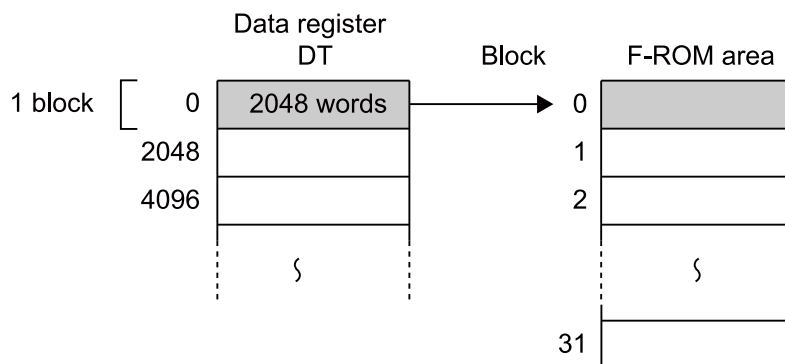 Data register
DT
Block
F-ROM area
1 block
0
2048 words
0
2048
1
4096
2
31